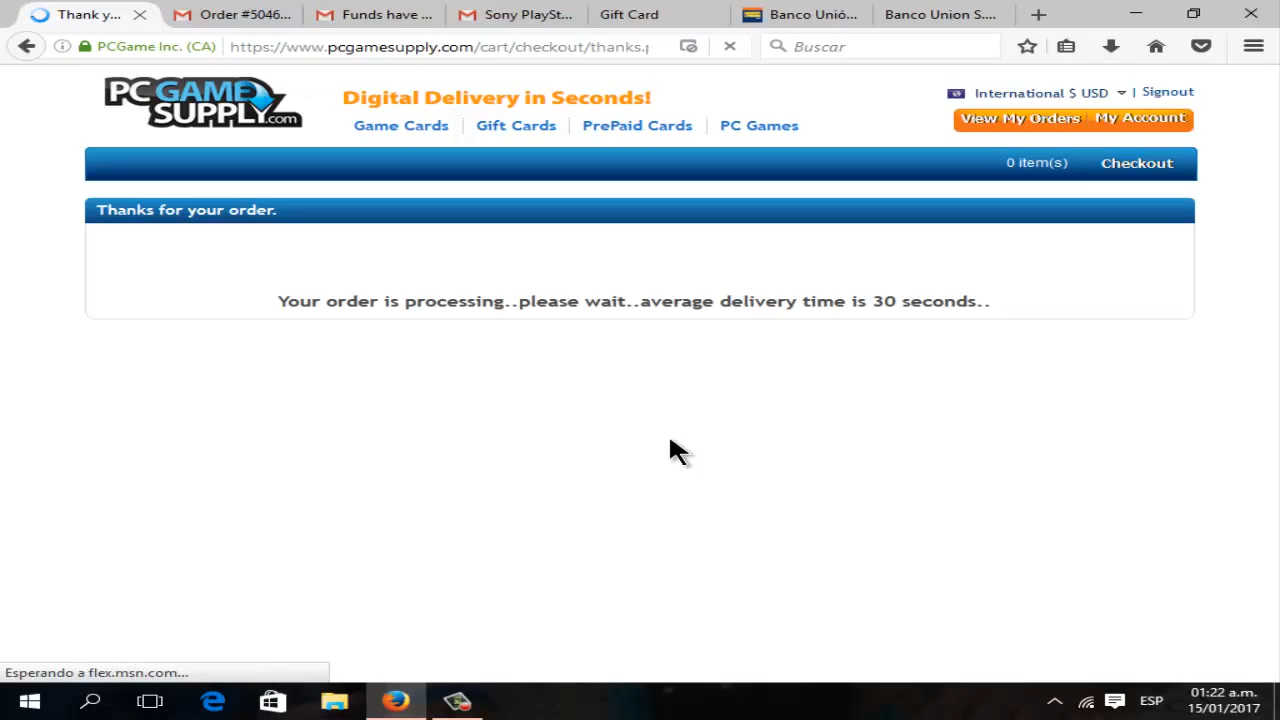 Thank y...
Order #5046...
Funds have ...
Sony PlaySt...
Gift Card
Banco Unió...
Banco Union S....
PCGame Inc. (CA)
https://www.pcgamesupply.com/cart/checkout/thanks.p
Buscar
PC GAME SUPPLY.com
Digital Delivery in Seconds!
International $ USD
|
Signout
Game Cards
Gift Cards
PrePaid Cards
PC Games
View My Orders
My Account
0 item(s)
Checkout
Thanks for your order.
Your order is processing..please wait..average delivery time is 30 seconds..
Esperando a flex.msn.com...
ESP
01:22 a.m.
15/01/2017